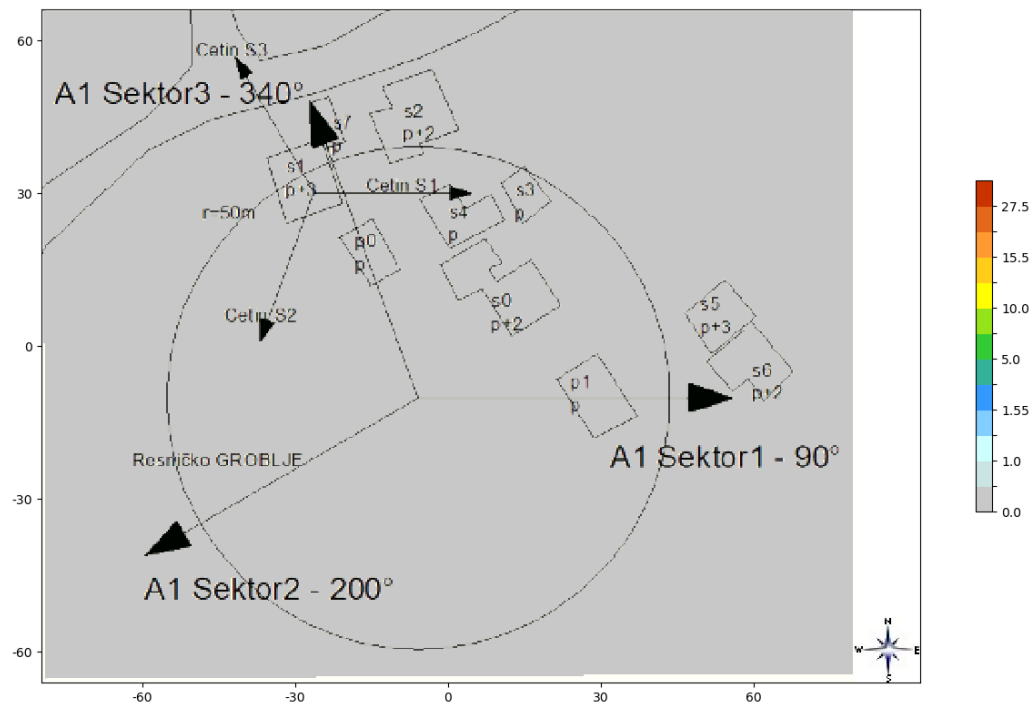 60
30
0
-30
-60
-60
-30
0
30
60
Cetin S3
A1 Sektor3 - 340°
s7
p
s2
p+2
s1
p+3
Cetin S1
s3
p
r=50m
s4
p
p0
p
s0
p+2
Cetin S2
s5
p+3
s6
p+2
p1
p
A1 Sektor1 - 90°
Resničko GROBLJE
A1 Sektor2 - 200°
27.5
15.5
10.0
5.0
1.55
1.0
0.0
N
W E
S